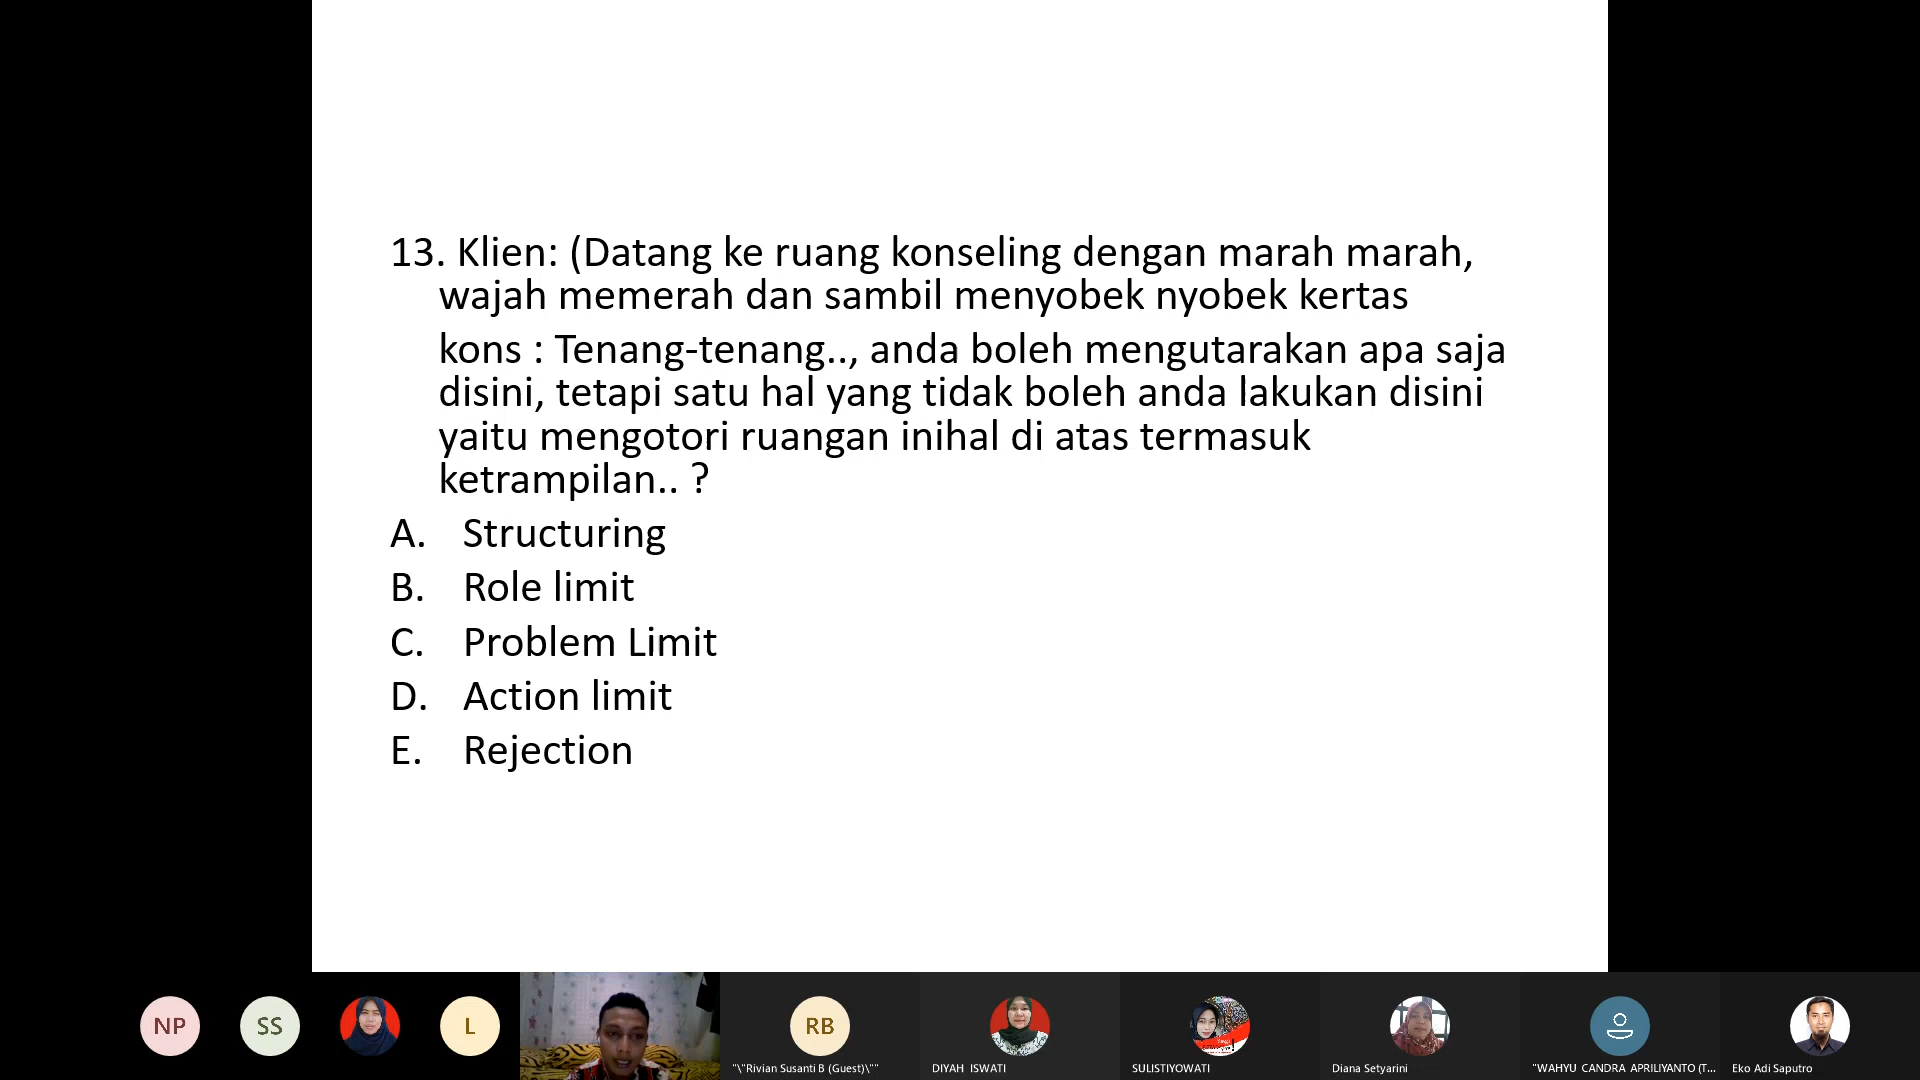 13. Klien: (Datang ke ruang konseling dengan marah marah,
wajah memerah dan sambil menyobek nyobek kertas
kons : Tenang-tenang.., anda boleh mengutarakan apa saja
disini, tetapi satu hal yang tidak boleh anda lakukan disini
yaitu mengotori ruangan inihal di atas termasuk
ketrampilan.. ?
A. Structuring
B. Role limit
C. Problem Limit
D. Action limit
E. Rejection
NP
SS
L
RB
"\"Rivian Susanti B (Guest)\""
DIYAH ISWATI
SULISTIYOWATI
Diana Setyarini
"WAHYU CANDRA APRILIYANTO (T...
Eko Adi Saputro